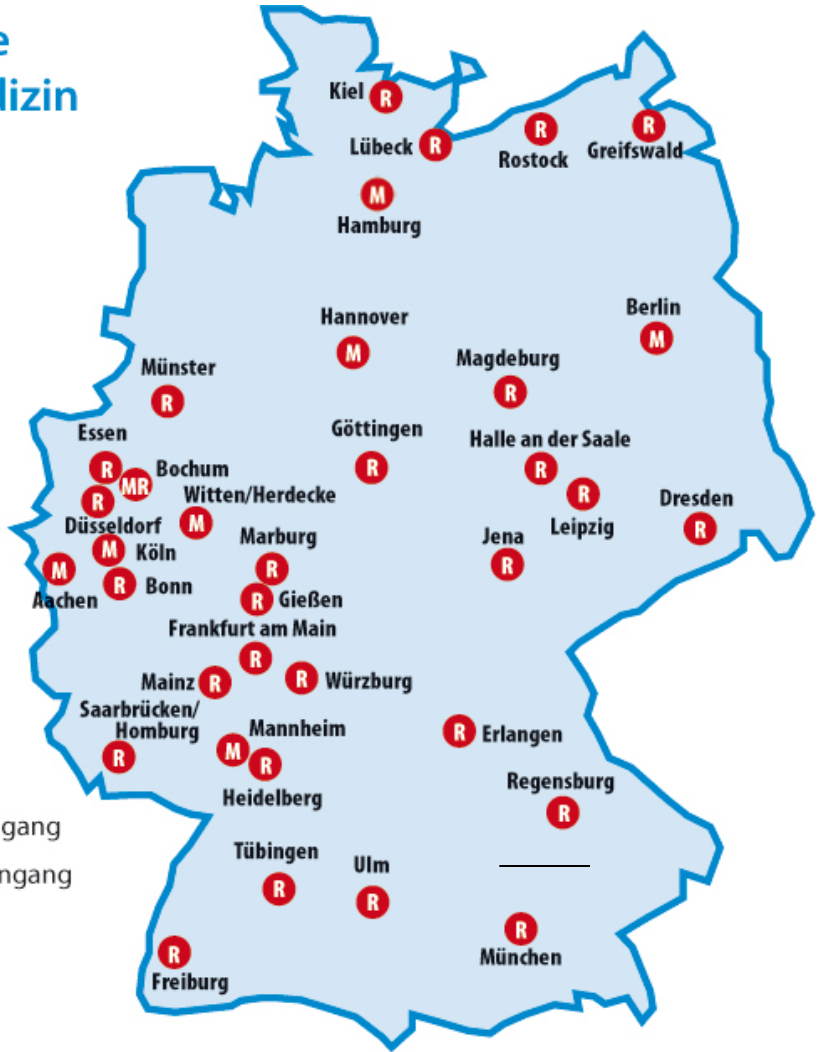 e
dizin
Kiel R
Lübeck R
R
Rostock
R
Greifswald
M
Hamburg
Hannover
M
Berlin
M
Münster
R
Magdeburg
R
Göttingen
R
Essen
R
MR Bochum
R
Düsseldorf
Witten/Herdecke
M
Halle an der Saale
R
R
Leipzig
Dresden
R
M Köln
M
Aachen
R Bonn
Marburg
R
R Gießen
Jena
R
Frankfurt am Main
R
Mainz R
R Würzburg
Saarbrücken/
Homburg
R
Mannheim
M
R
Heidelberg
R Erlangen
Regensburg
R
gang
ngang
Tübingen
R
Ulm
R
R
München
R
Freiburg